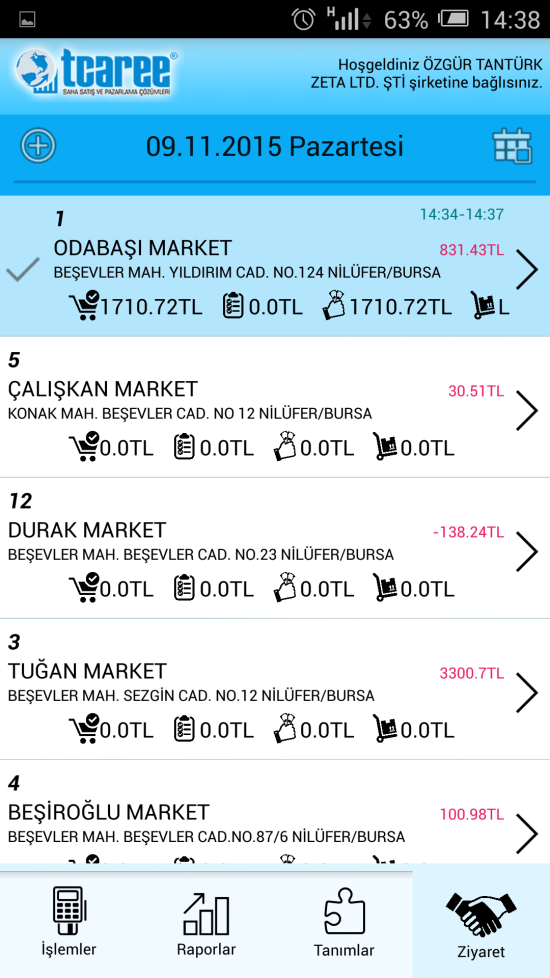 H 63% 14:38
tcaree®
SAHA SATIŞ VE PAZARLAMA ÇÖZÜMLERİ
Hoşgeldiniz ÖZGÜR TANTÜRK
ZETA LTD. ŞTİ şirketine bağlısınız.
09.11.2015 Pazartesi
1 14:34-14:37
ODABAŞI MARKET 831.43TL
BEŞEVLER MAH. YILDIRIM CAD. NO.124 NİLÜFER/BURSA
1710.72TL 0.0TL 1710.72TL L
5
ÇALIŞKAN MARKET 30.51TL
KONAK MAH. BEŞEVLER CAD. NO 12 NİLÜFER/BURSA
0.0TL 0.0TL 0.0TL 0.0TL
12
DURAK MARKET -138.24TL
BEŞEVLER MAH. BEŞEVLER CAD. NO.23 NİLÜFER/BURSA
0.0TL 0.0TL 0.0TL 0.0TL
3
TUĞAN MARKET 3300.7TL
BEŞEVLER MAH. SEZGİN CAD. NO.12 NİLÜFER/BURSA
0.0TL 0.0TL 0.0TL 0.0TL
4
BEŞİROĞLU MARKET 100.98TL
BEŞEVLER MAH. BEŞEVLER CAD.NO.87/6 NİLÜFER/BURSA
İşlemler Raporlar Tanımlar Ziyaret